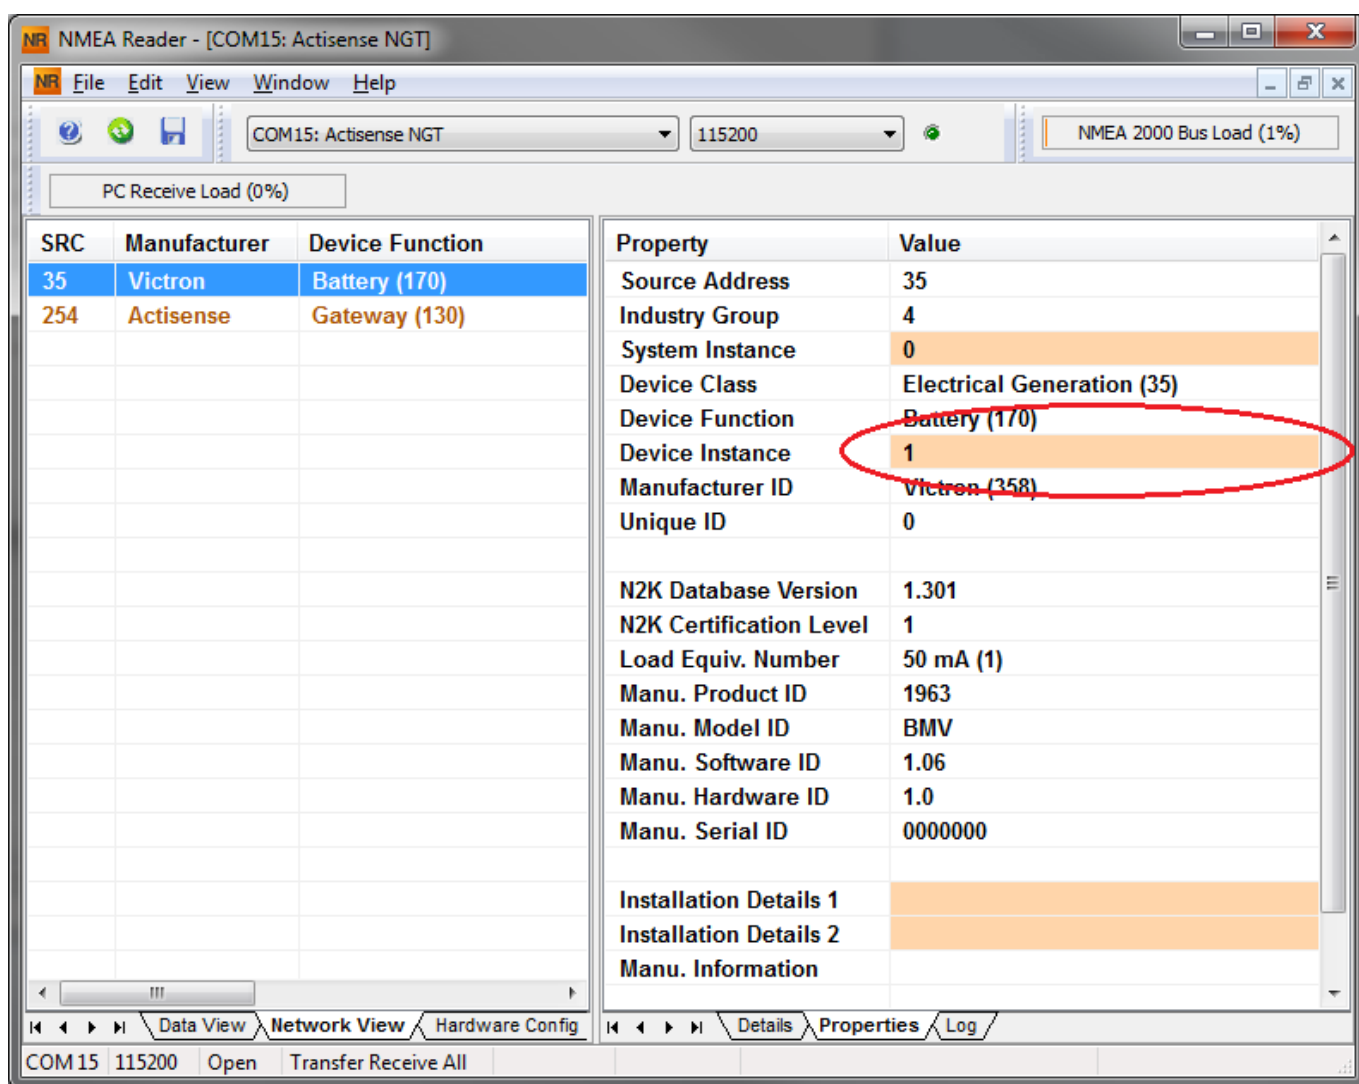 NR NMEA Reader - [COM15: Actisense NGT]
NR File Edit View Window Help
COM15: Actisense NGT 115200 NMEA 2000 Bus Load (1%)
PC Receive Load (0%)
SRC Manufacturer Device Function
35 Victron Battery (170)
254 Actisense Gateway (130)
Property Value
Source Address 35
Industry Group 4
System Instance 0
Device Class Electrical Generation (35)
Device Function Battery (170)
Device Instance 1
Manufacturer ID Victron (358)
Unique ID 0
N2K Database Version 1.301
N2K Certification Level 1
Load Equiv. Number 50 mA (1)
Manu. Product ID 1963
Manu. Model ID BMV
Manu. Software ID 1.06
Manu. Hardware ID 1.0
Manu. Serial ID 0000000
Installation Details 1
Installation Details 2
Manu. Information
Data View Network View Hardware Config
Details Properties Log
COM 15 115200 Open Transfer Receive All